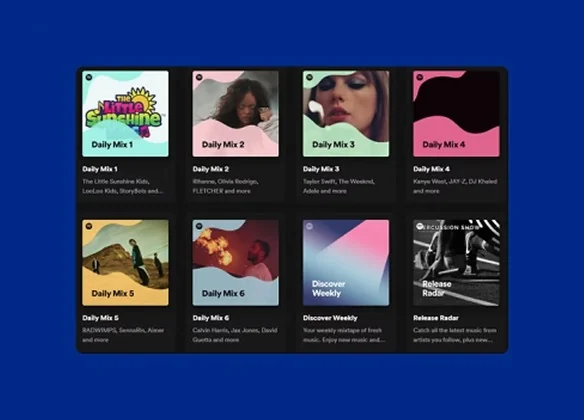 THE
Little
Sunshine
Daily Mix 1
Daily Mix 2
Daily Mix 3
Daily Mix 4
Daily Mix 1
The Little Sunshine Kids,
LooLoo Kids, StoryBots and...
Daily Mix 2
Rihanna, Olivia Rodrigo,
FLETCHER and more
Daily Mix 3
Taylor Swift, The Weeknd,
Adele and more
Daily Mix 4
Kanye West, JAY-Z, DJ Khaled
and more
Daily Mix 5
Daily Mix 6
Discover
Weekly
ERCUSSION SHOW
Release
Radar
Daily Mix 5
RADWIMPS, SennaRin, Aimer
and more
Daily Mix 6
Calvin Harris, Jax Jones, David
Guetta and more
Discover Weekly
Your weekly mixtape of fresh
music. Enjoy new music and...
Release Radar
Catch all the latest music from
artists you follow, plus new...